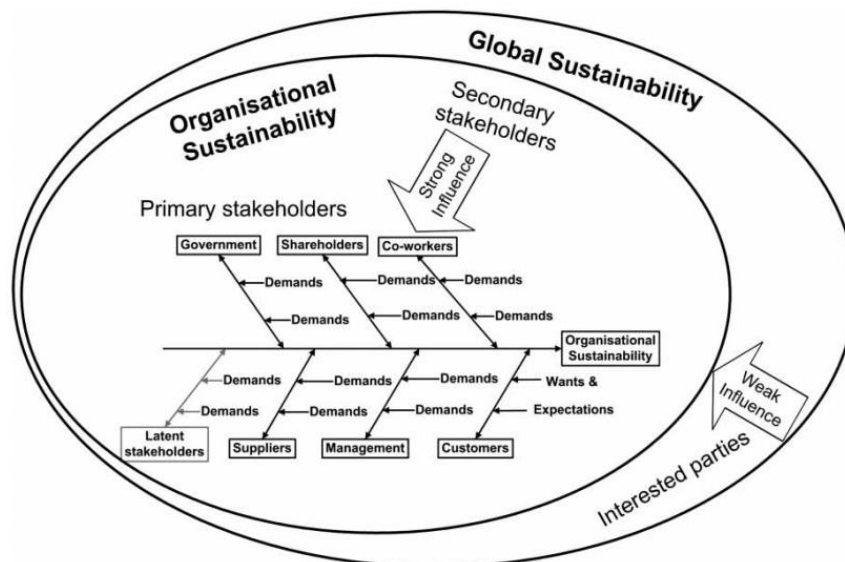 Global Sustainability
Organisational
Sustainability
Secondary
stakeholders
Strong
Influence
Primary stakeholders
Government
Shareholders
Co-workers
Demands
Demands
Demands
Demands
Demands
Demands
Organisational
Sustainability
Demands
Demands
Demands
Wants &
Demands
Demands
Demands
Expectations
Latent
stakeholders
Suppliers
Management
Customers
Weak
Influence
Interested parties